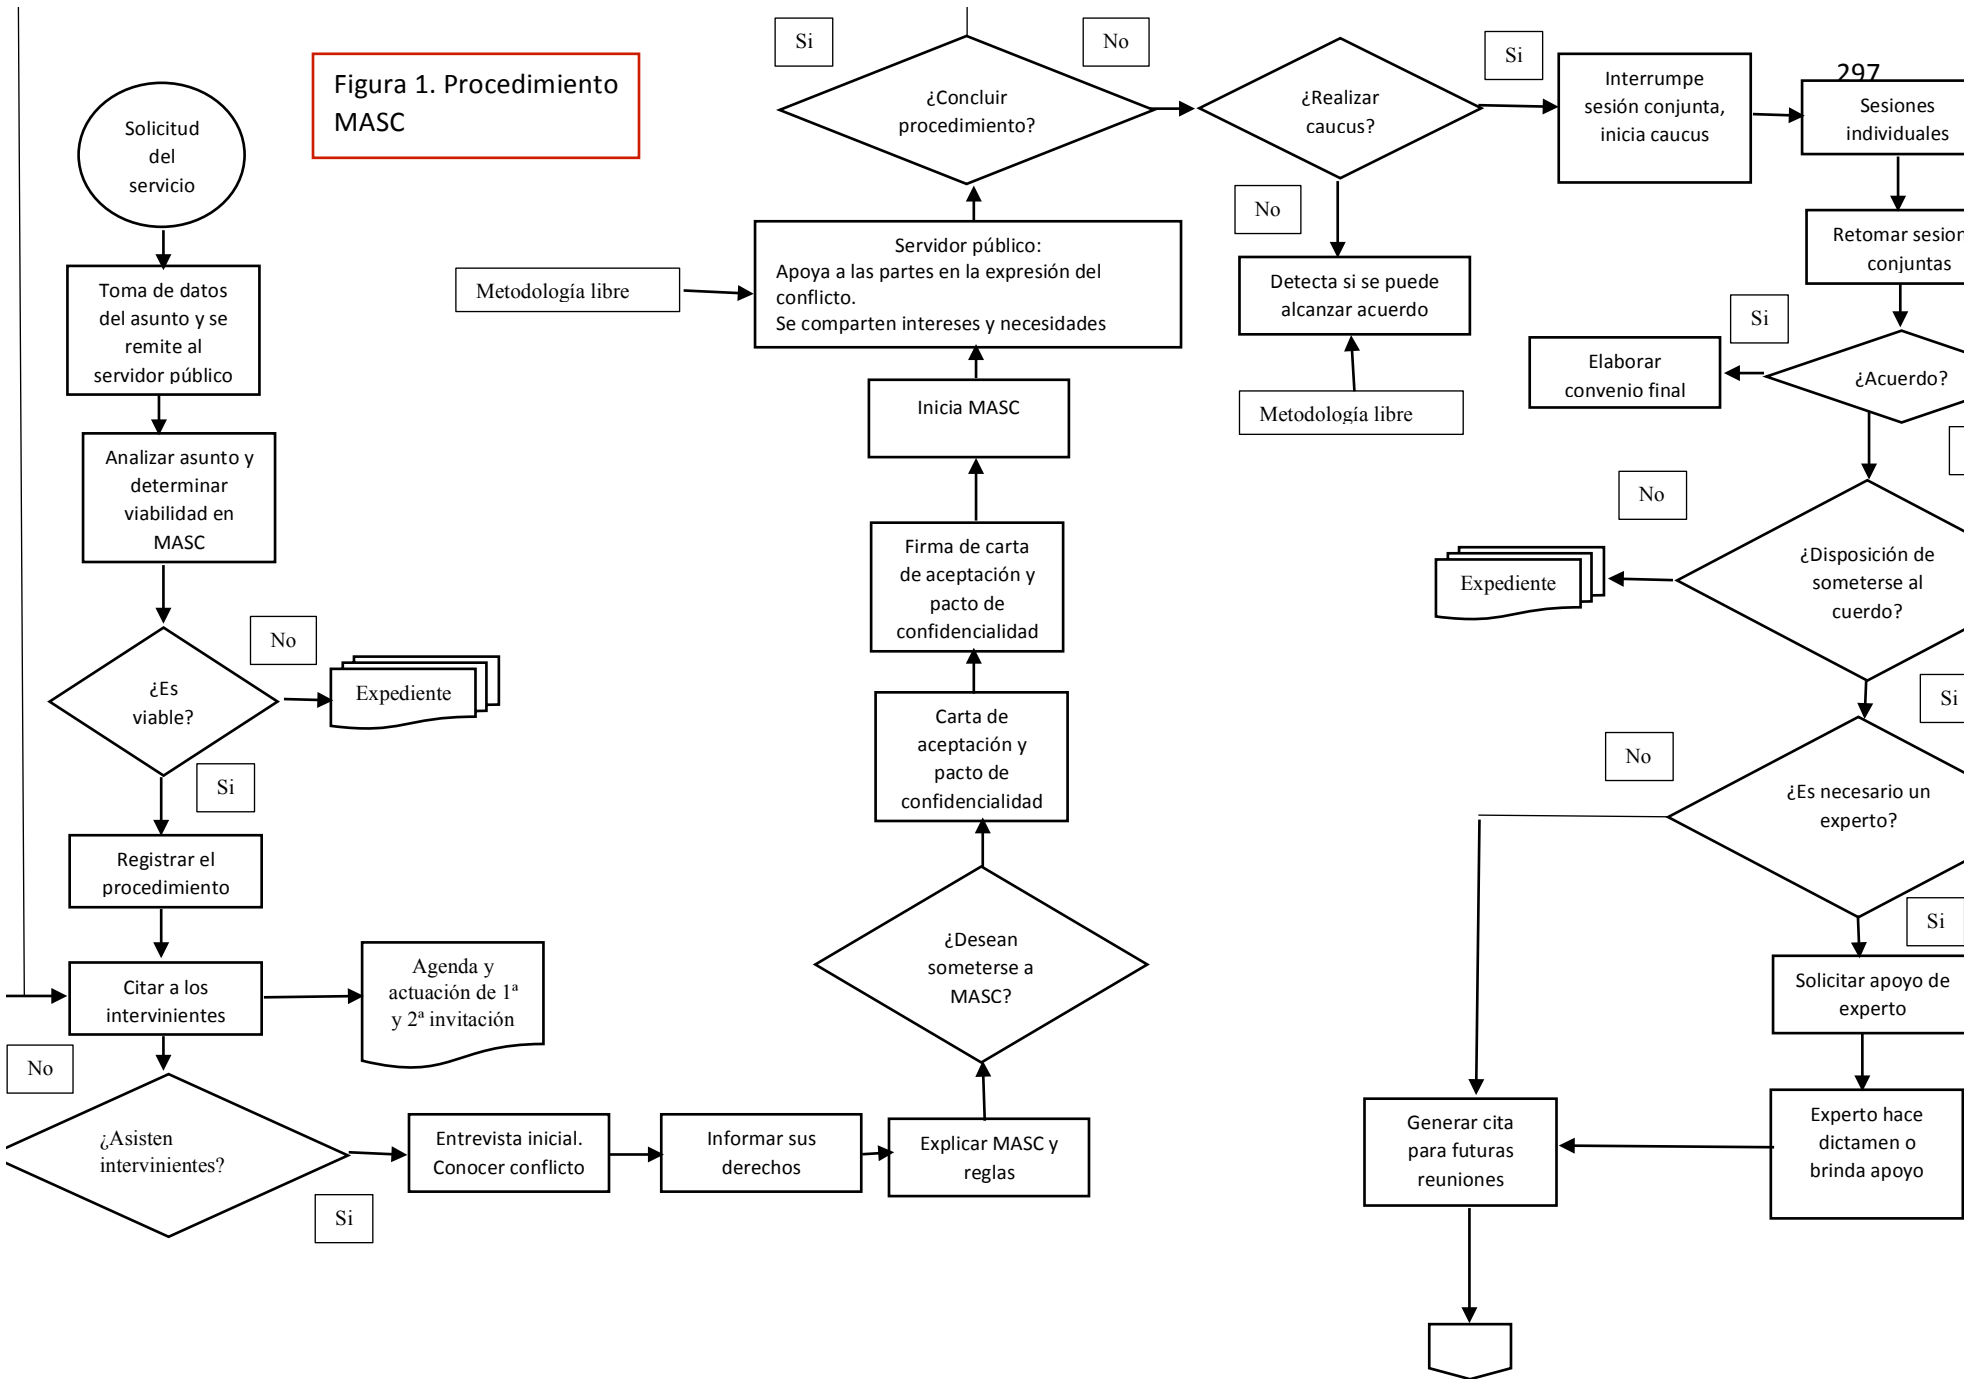 Figura 1. Procedimiento
MASC
297
Solicitud
del
servicio
Toma de datos
del asunto y se
remite al
servidor público
Analizar asunto y
determinar
viabilidad en
MASC
¿Es
viable?
No
Expediente
Si
Registrar el
procedimiento
Citar a los
intervinientes
Agenda y
actuación de 1ª
y 2ª invitación
No
¿Asisten
intervinientes?
Si
Entrevista inicial.
Conocer conflicto
Informar sus
derechos
Explicar MASC y
reglas
¿Desean
someterse a
MASC?
Carta de
aceptación y
pacto de
confidencialidad
Firma de carta
de aceptación y
pacto de
confidencialidad
Inicia MASC
Metodología libre
Servidor público:
Apoya a las partes en la expresión del
conflicto.
Se comparten intereses y necesidades
Si
¿Concluir
procedimiento?
No
¿Realizar
caucus?
Si
No
Detecta si se puede
alcanzar acuerdo
Metodología libre
Interrumpe
sesión conjunta,
inicia caucus
Sesiones
individuales
Retomar sesion
conjuntas
Si
¿Acuerdo?
Elaborar
convenio final
No
¿Disposición de
someterse al
cuerdo?
Expediente
Si
No
¿Es necesario un
experto?
Si
Solicitar apoyo de
experto
Experto hace
dictamen o
brinda apoyo
Generar cita
para futuras
reuniones